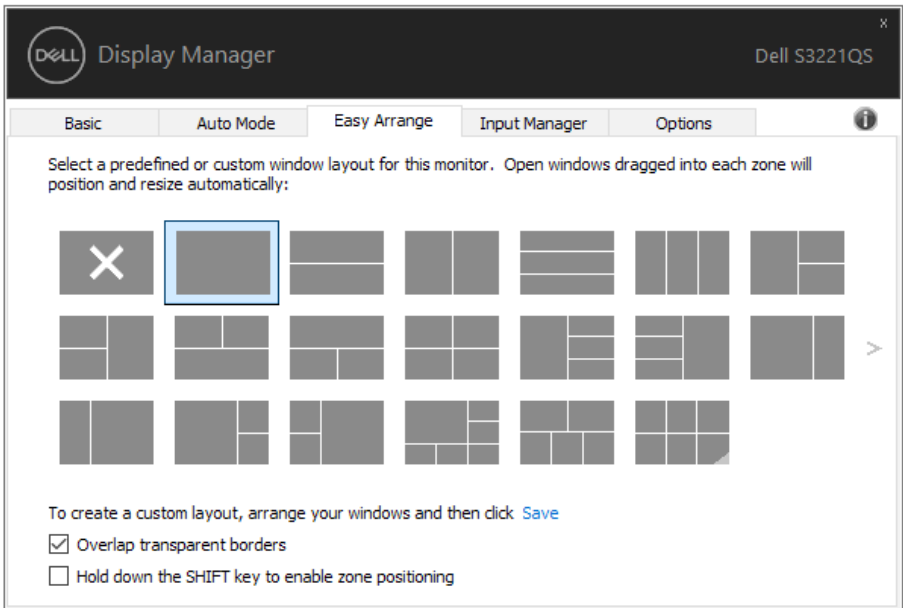 x
DELL Display Manager Dell S3221QS
Basic Auto Mode Easy Arrange Input Manager Options
Select a predefined or custom window layout for this monitor. Open windows dragged into each zone will
position and resize automatically:
>
To create a custom layout, arrange your windows and then click Save
Overlap transparent borders
Hold down the SHIFT key to enable zone positioning